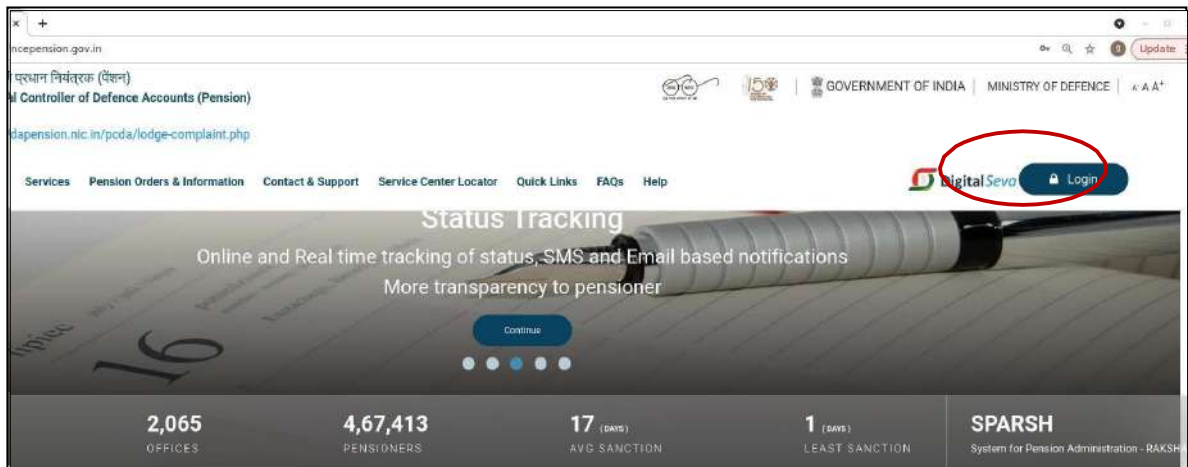 ×  +
ncepension.gov.in
Update
प्रधान नियंत्रक (पेंशन)
al Controller of Defence Accounts (Pension)
GOVERNMENT OF INDIA | MINISTRY OF DEFENCE | A A A+
dapension.nic.in/pcda/lodge-complaint.php
Services Pension Orders & Information Contact & Support Service Center Locator Quick Links FAQs Help
DigitalSeva Login
Status Tracking
Online and Real time tracking of status, SMS and Email based notifications
More transparency to pensioner
Continue
16
2,065 4,67,413 17 (DAYS) 1 (DAYS) SPARSH
OFFICES PENSIONERS AVG SANCTION LEAST SANCTION System for Pension Administration - RAKSHA